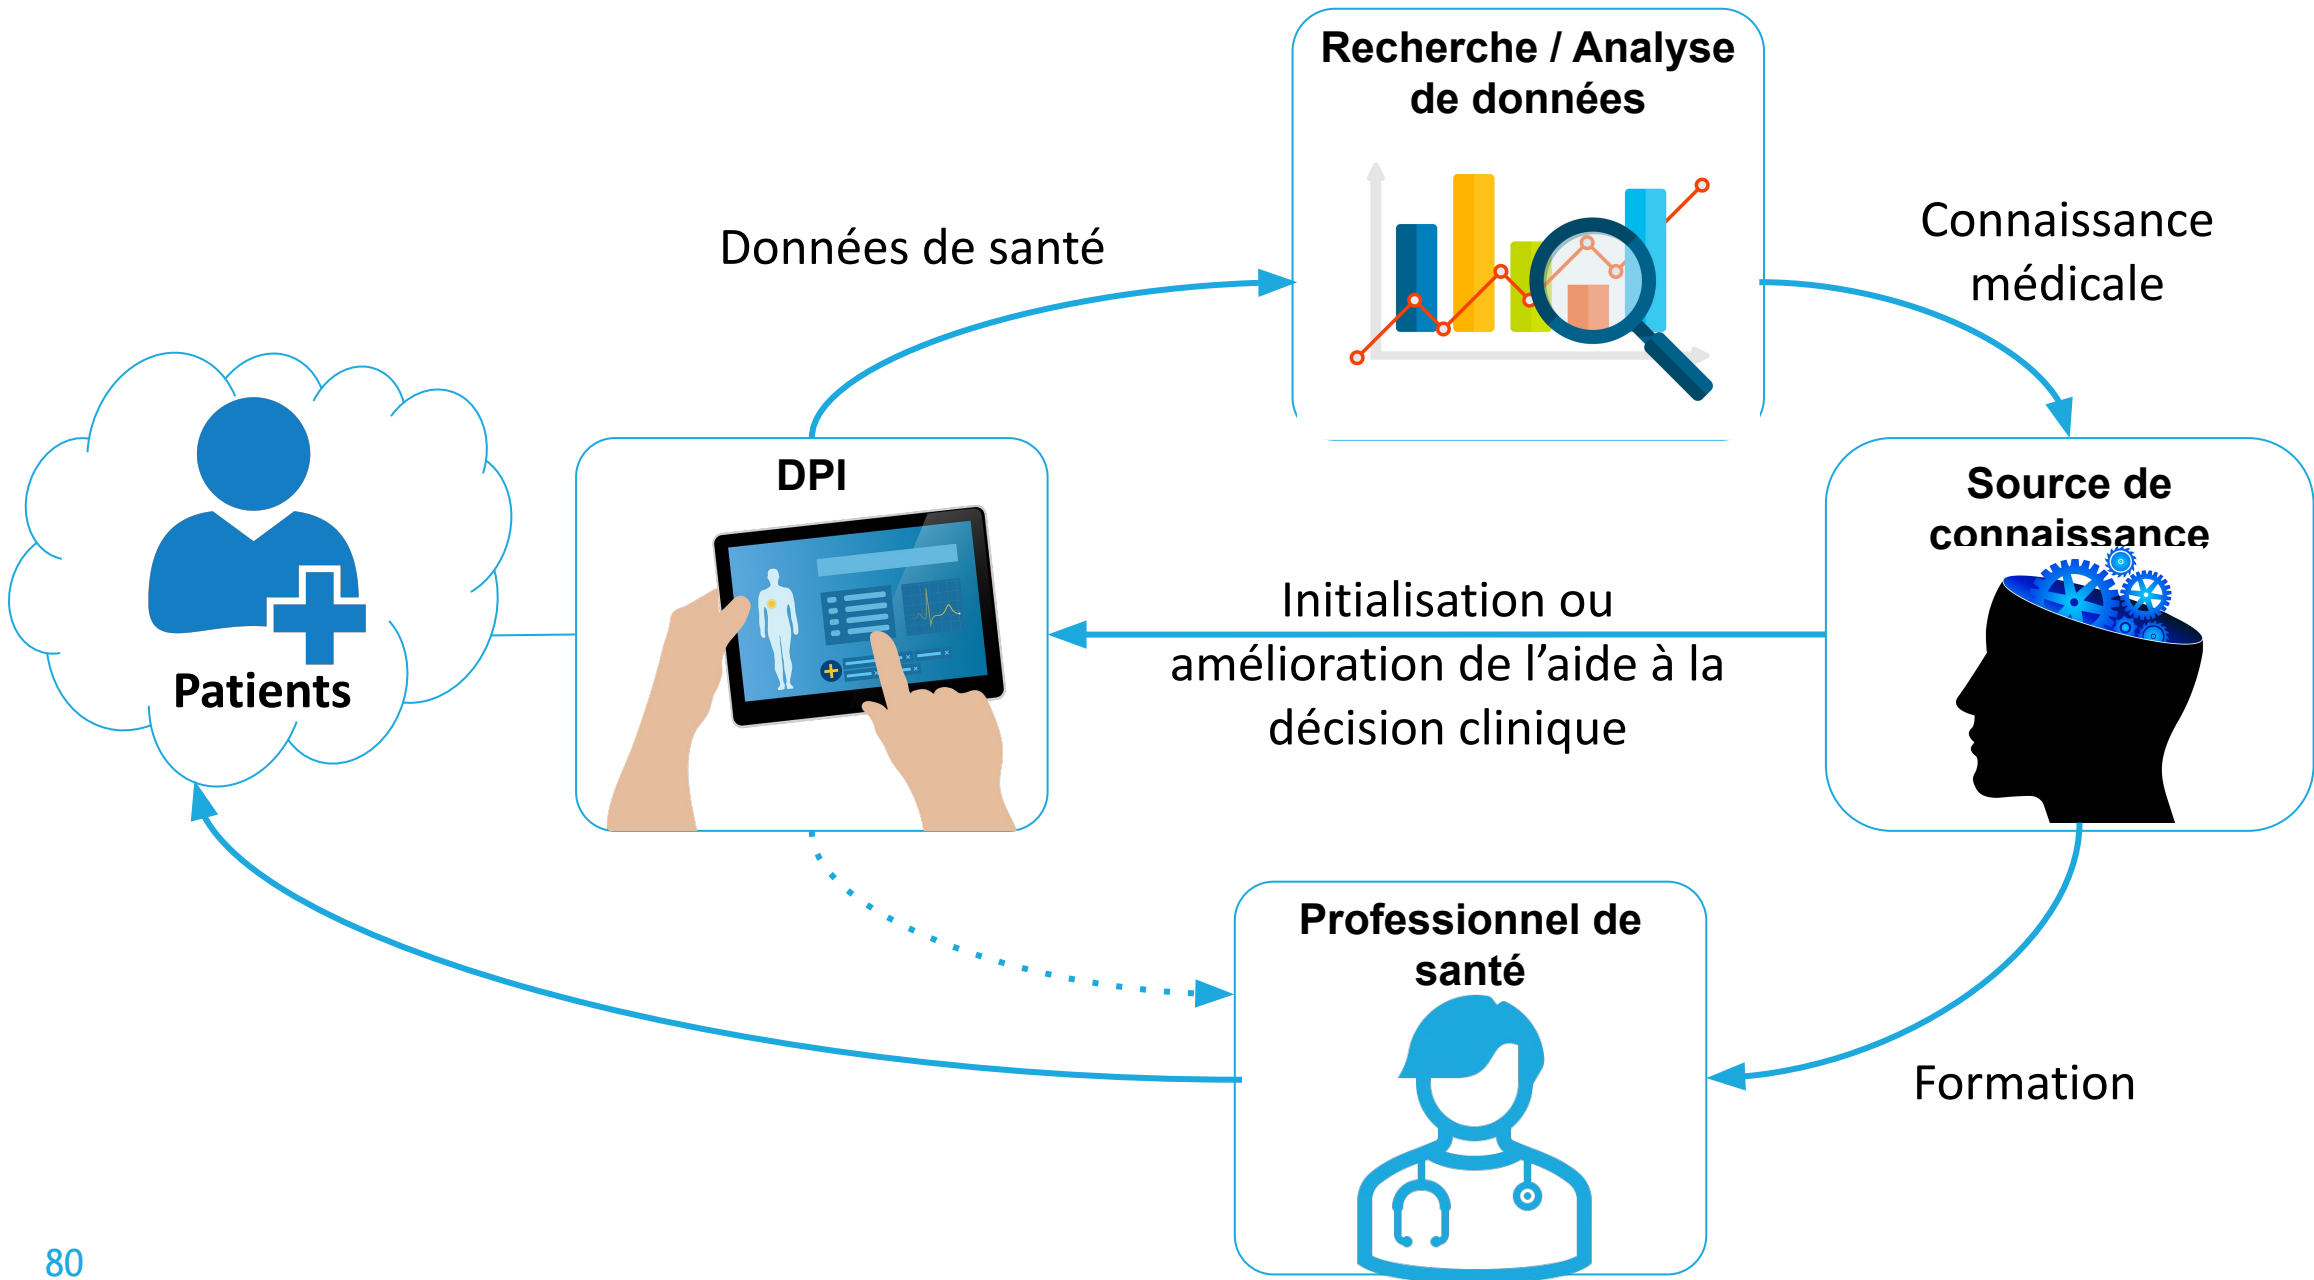 Recherche / Analyse
de données
Données de santé
Connaissance
médicale
DPI
Source de
connaissance
Patients
Initialisation ou
amélioration de l’aide à la
décision clinique
Professionnel de
santé
Formation
80